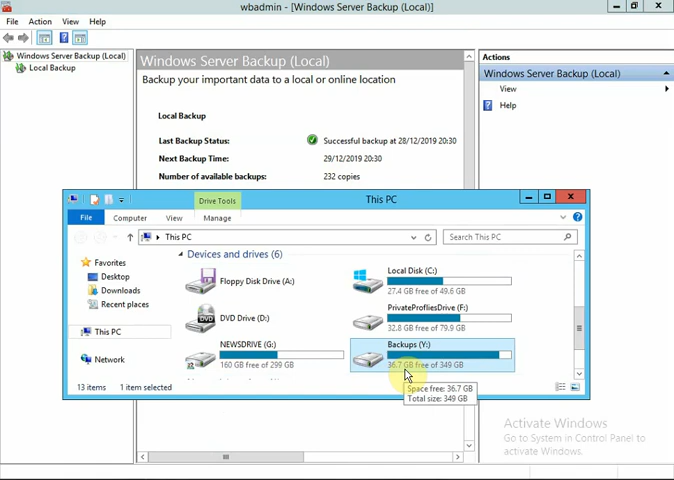 wbadmin - [Windows Server Backup (Local)]
File Action View Help
Windows Server Backup (Local)
Local Backup
Windows Server Backup (Local)
Backup your important data to a local or online location
Local Backup
Last Backup Status: Successful backup at 28/12/2019 20:30
Next Backup Time: 29/12/2019 20:30
Number of available backups: 232 copies
Actions
Windows Server Backup (Local)
View
Help
Drive Tools
This PC
File Computer View Manage
This PC
Search This PC
Favorites
Desktop
Downloads
Recent places
This PC
Network
Devices and drives (6)
Floppy Disk Drive (A:)
Local Disk (C:)
27.4 GB free of 49.6 GB
DVD
DVD Drive (D:)
PrivateProfliesDrive (F:)
32.8 GB free of 79.9 GB
NEWSDRIVE (G:)
160 GB free of 299 GB
Backups (Y:)
36.7 GB free of 349 GB
Space free: 36.7 GB
Total size: 349 GB
13 items 1 item selected
Activate Windows
Go to System in Control Panel to
activate Windows.